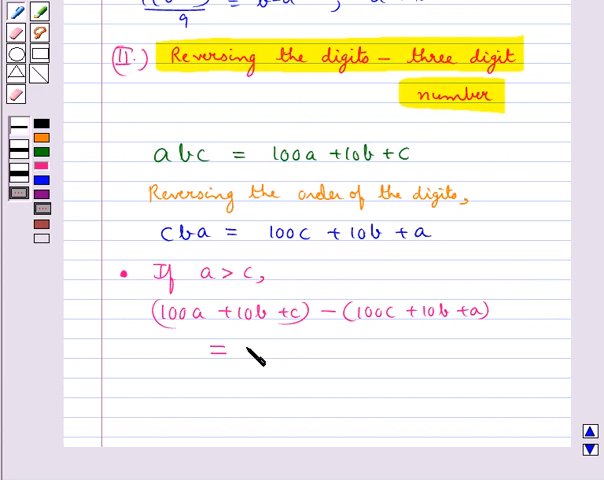 9 = b-a ,
(II.) Reversing the digits - three digit
number
abc = 100a + 10b + c
Reversing the order of the digits,
cba = 100c + 10b + a
• If a > c,
(100a + 10b + c) - (100c + 10b + a)
=